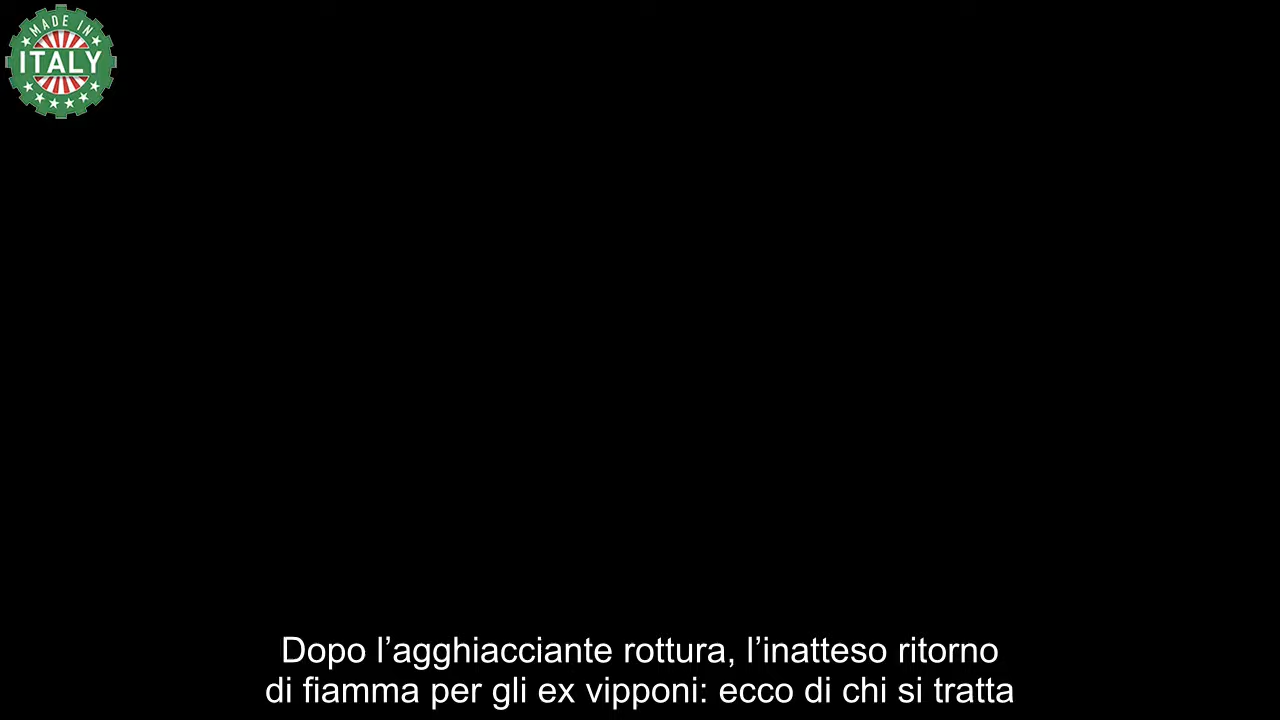 MADE IN
ITALY
Dopo l’agghiacciante rottura, l’inatteso ritorno
di fiamma per gli ex vipponi: ecco di chi si tratta